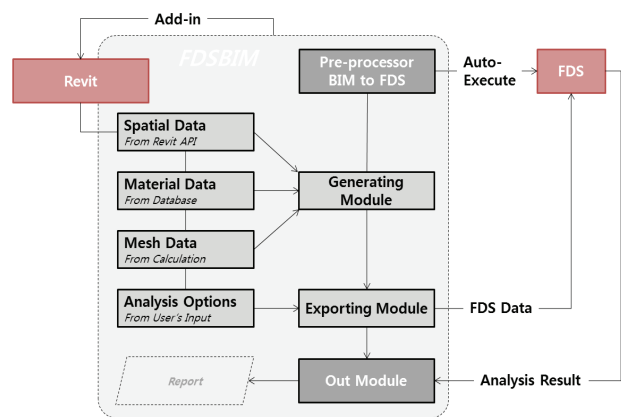 Add-in
FDSBIM
Revit
Pre-processor
BIM to FDS
Auto-
Execute
FDS
Spatial Data
From Revit API
Material Data
From Database
Generating
Module
Mesh Data
From Calculation
Analysis Options
From User's Input
Exporting Module
FDS Data
Report
Out Module
Analysis Result